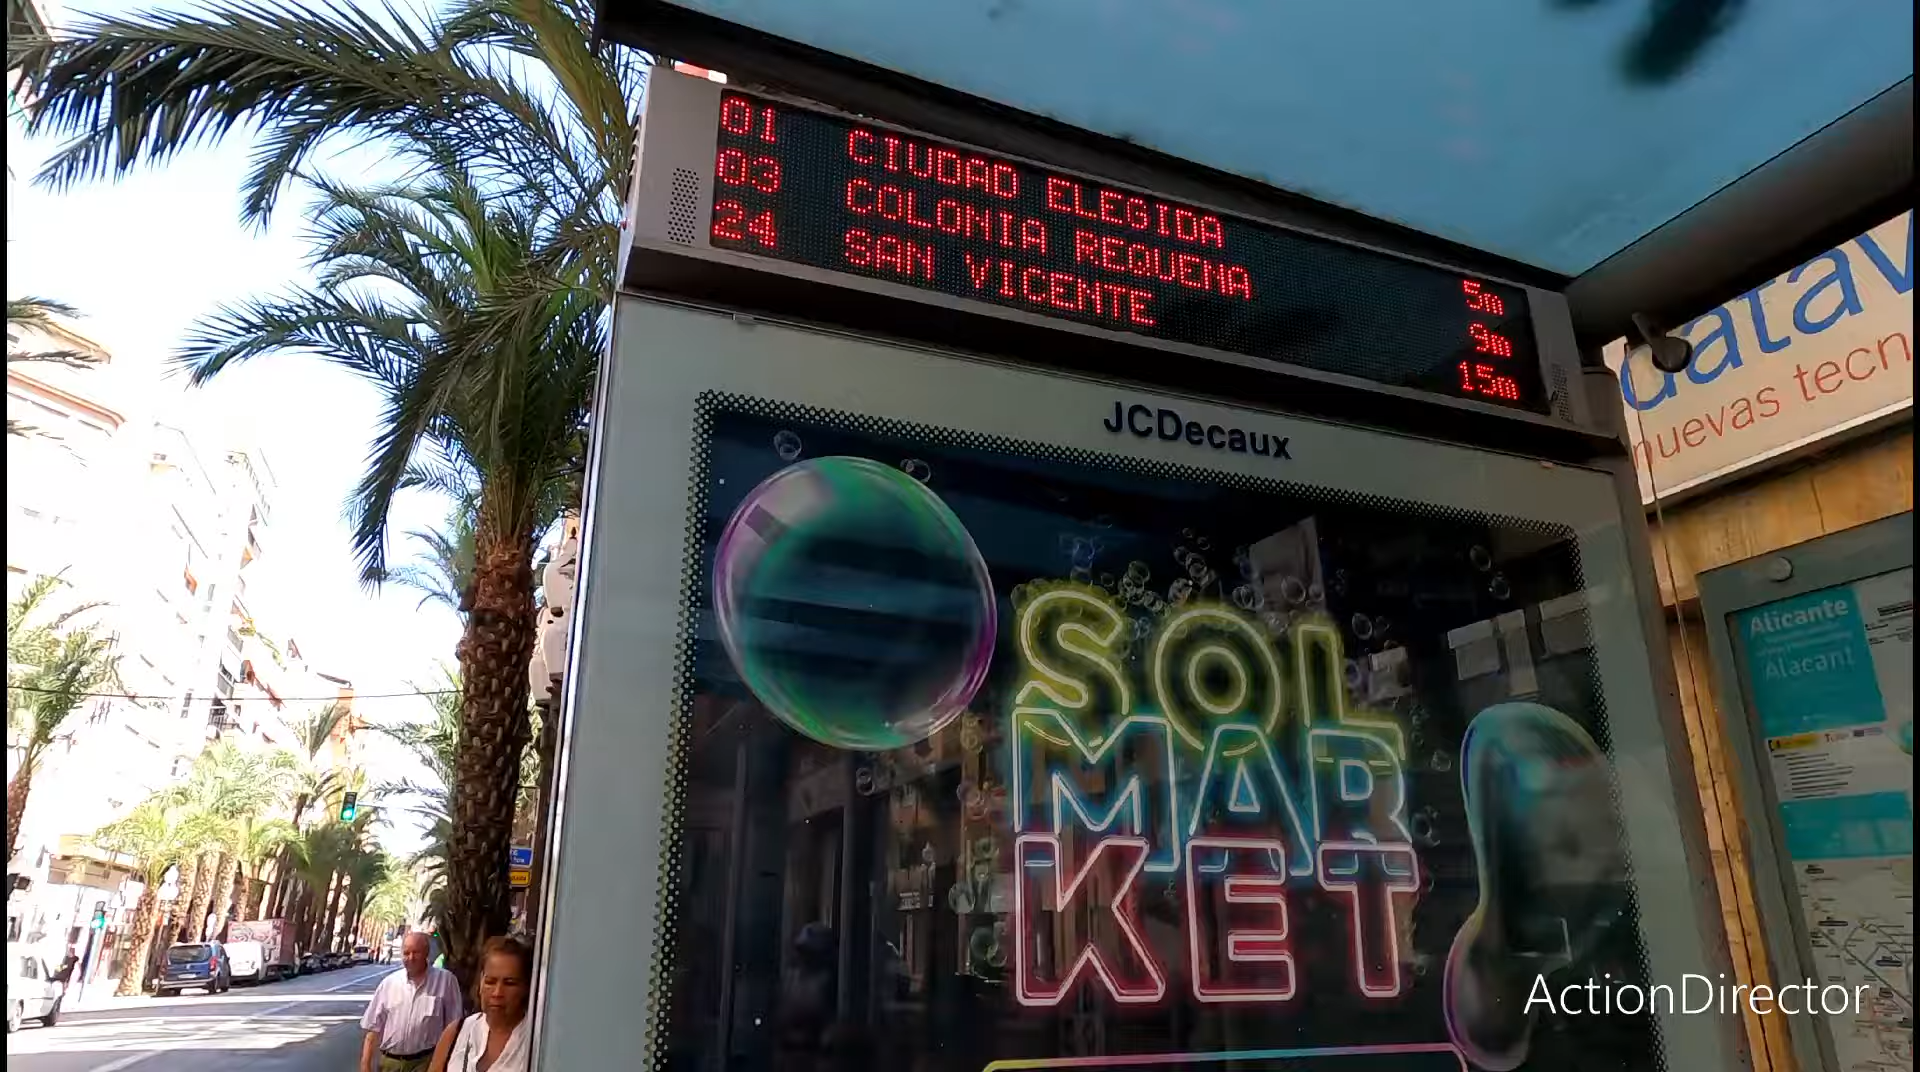 01 CIUDAD ELEGIDA 5m
03 COLONIA REQUENA 9m
24 SAN VICENTE 15m
JCDecaux
SOL
MAR
KET
datav
nuevas tecn
Alicante
Alacant
ActionDirector